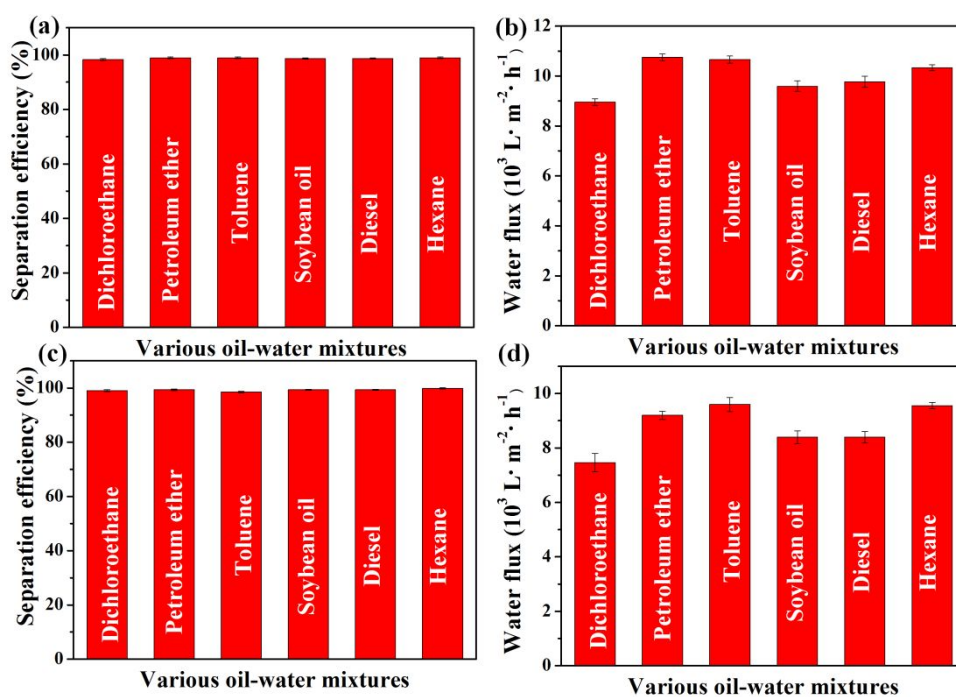 (a)
Separation efficiency (%)
100
80
60
40
20
0
Dichloroethane
Petroleum ether
Toluene
Soybean oil
Diesel
Hexane
Various oil-water mixtures
(b)
Water flux (10³ L· m⁻²· h⁻¹)
12
10
8
6
4
2
0
Dichloroethane
Petroleum ether
Toluene
Soybean oil
Diesel
Hexane
Various oil-water mixtures
(c)
Separation efficiency (%)
100
80
60
40
20
0
Dichloroethane
Petroleum ether
Toluene
Soybean oil
Diesel
Hexane
Various oil-water mixtures
(d)
Water flux (10³ L· m⁻²· h⁻¹)
10
8
6
4
2
0
Dichloroethane
Petroleum ether
Toluene
Soybean oil
Diesel
Hexane
Various oil-water mixtures